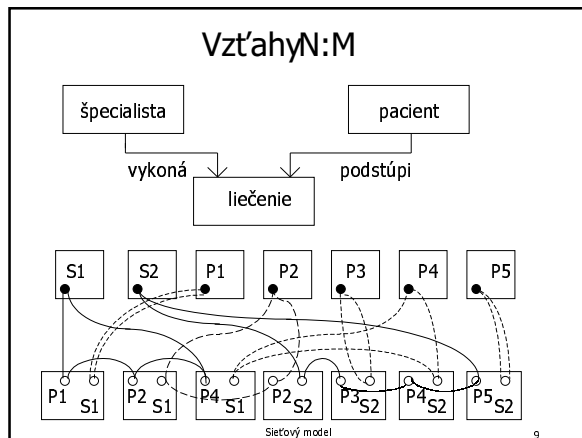 VzťahyN:M
špecialista
pacient
vykoná
podstúpi
liečenie
S1
S2
P1
P2
P3
P4
P5
P1 S1
P2 S1
P4 S1
P2 S2
P3 S2
P4 S2
P5 S2
Sieťový model
9